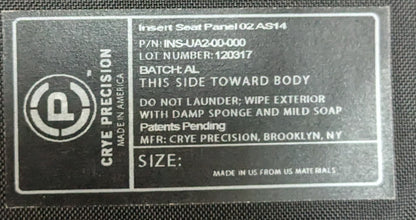 Insert Seat Panel 02 AS14
P/N: INS-UA2-00-000
LOT NUMBER: 120317
BATCH: AL
THIS SIDE TOWARD BODY
DO NOT LAUNDER; WIPE EXTERIOR
WITH DAMP SPONGE AND MILD SOAP
Patents Pending
MFR: CRYE PRECISION, BROOKLYN, NY
SIZE:
MADE IN US FROM US MATERIALS
CP
™
CRYE PRECISION
MADE IN AMERICA